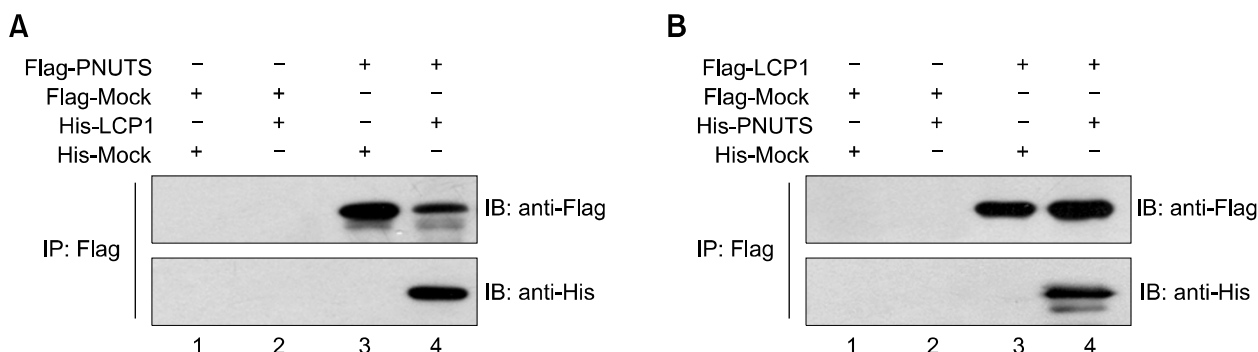 A
Flag-PNUTS – – + +
Flag-Mock + + – –
His-LCP1 – + – +
His-Mock + – + –
IP: Flag
IB: anti-Flag
IB: anti-His
1 2 3 4
B
Flag-LCP1 – – + +
Flag-Mock + + – –
His-PNUTS – + – +
His-Mock + – + –
IP: Flag
IB: anti-Flag
IB: anti-His
1 2 3 4